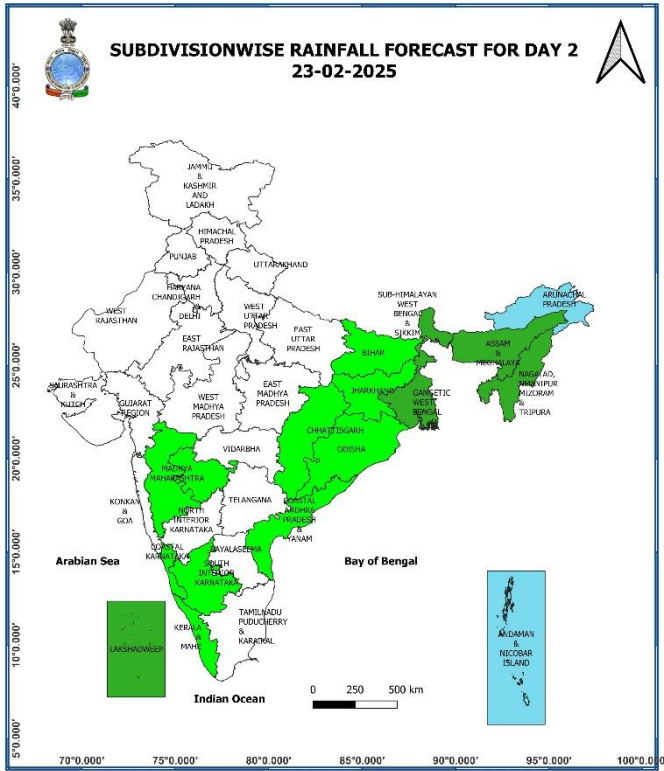 SUBDIVISIONWISE RAINFALL FORECAST FOR DAY 2
23-02-2025
40°0.000'
35°0.000'
30°0.000'
25°0.000'
20°0.000'
15°0.000'
10°0.000'
5°0.000'
JAMMU
&
KASHMIR
AND
LADAKH
HIMACHAL
PRADESH
PUNJAB
UTTARAKHAND
HARYANA
CHANDIGARH
&
DELHI
WEST
RAJASTHAN
WEST
UTTAR
PRADESH
EAST
RAJASTHAN
EAST
UTTAR
PRADESH
SUB-HIMALAYAN
WEST
BENGAL
&
SIKKIM
ARUNACHAL
PRADESH
ASSAM
&
MEGHALAYA
NAGALAD,
MANIPUR
MIZORAM
&
TRIPURA
BIHAR
SAURASHTRA
&
KUTCH
GUJARAT
REGION
WEST
MADHYA
PRADESH
EAST
MADHYA
PRADESH
JHARKHAND
GANGETIC
WEST
BENGAL
CHHATTISGARH
ODISHA
VIDARBHA
MADHYA
MAHARASHTRA
KONKAN
&
GOA
TELANGANA
COASTAL
ANDHRA
PRADESH
&
YANAM
NORTH
INTERIOR
KARNATAKA
COASTAL
KARNATAKA
RAYALASEEMA
SOUTH
INTERIOR
KARNATAKA
Arabian Sea
Bay of Bengal
KERALA
&
MAHE
TAMILNADU
PUDUCHERRY
&
KARAIKAL
LAKSHADWEEP
ANDAMAN
&
NICOBAR
ISLAND
Indian Ocean
0 250 500 km
70°0.000' 75°0.000' 80°0.000' 85°0.000' 90°0.000' 95°0.000' 100°0.000'